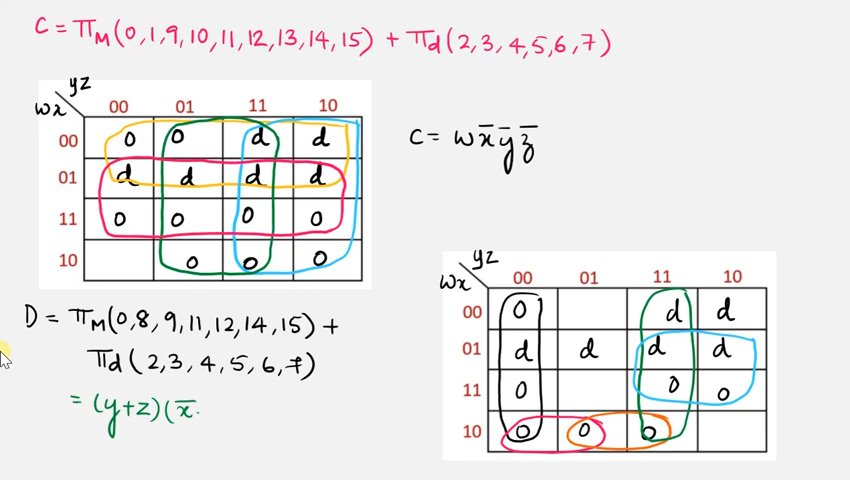 C = πM(0,1,9,10,11,12,13,14,15) + πd(2,3,4,5,6,7)
yz
wx 00 01 11 10
00 0 0 d d
01 d d d d
11 0 0 0 0
10 0 0 0
C = w x̅ y̅ z̅
D = πM(0,8,9,11,12,14,15) +
πd(2,3,4,5,6,7)
= (y+z)(x̅.
yz
wx 00 01 11 10
00 0 d d
01 d d d d
11 0 0 0
10 0 0 0